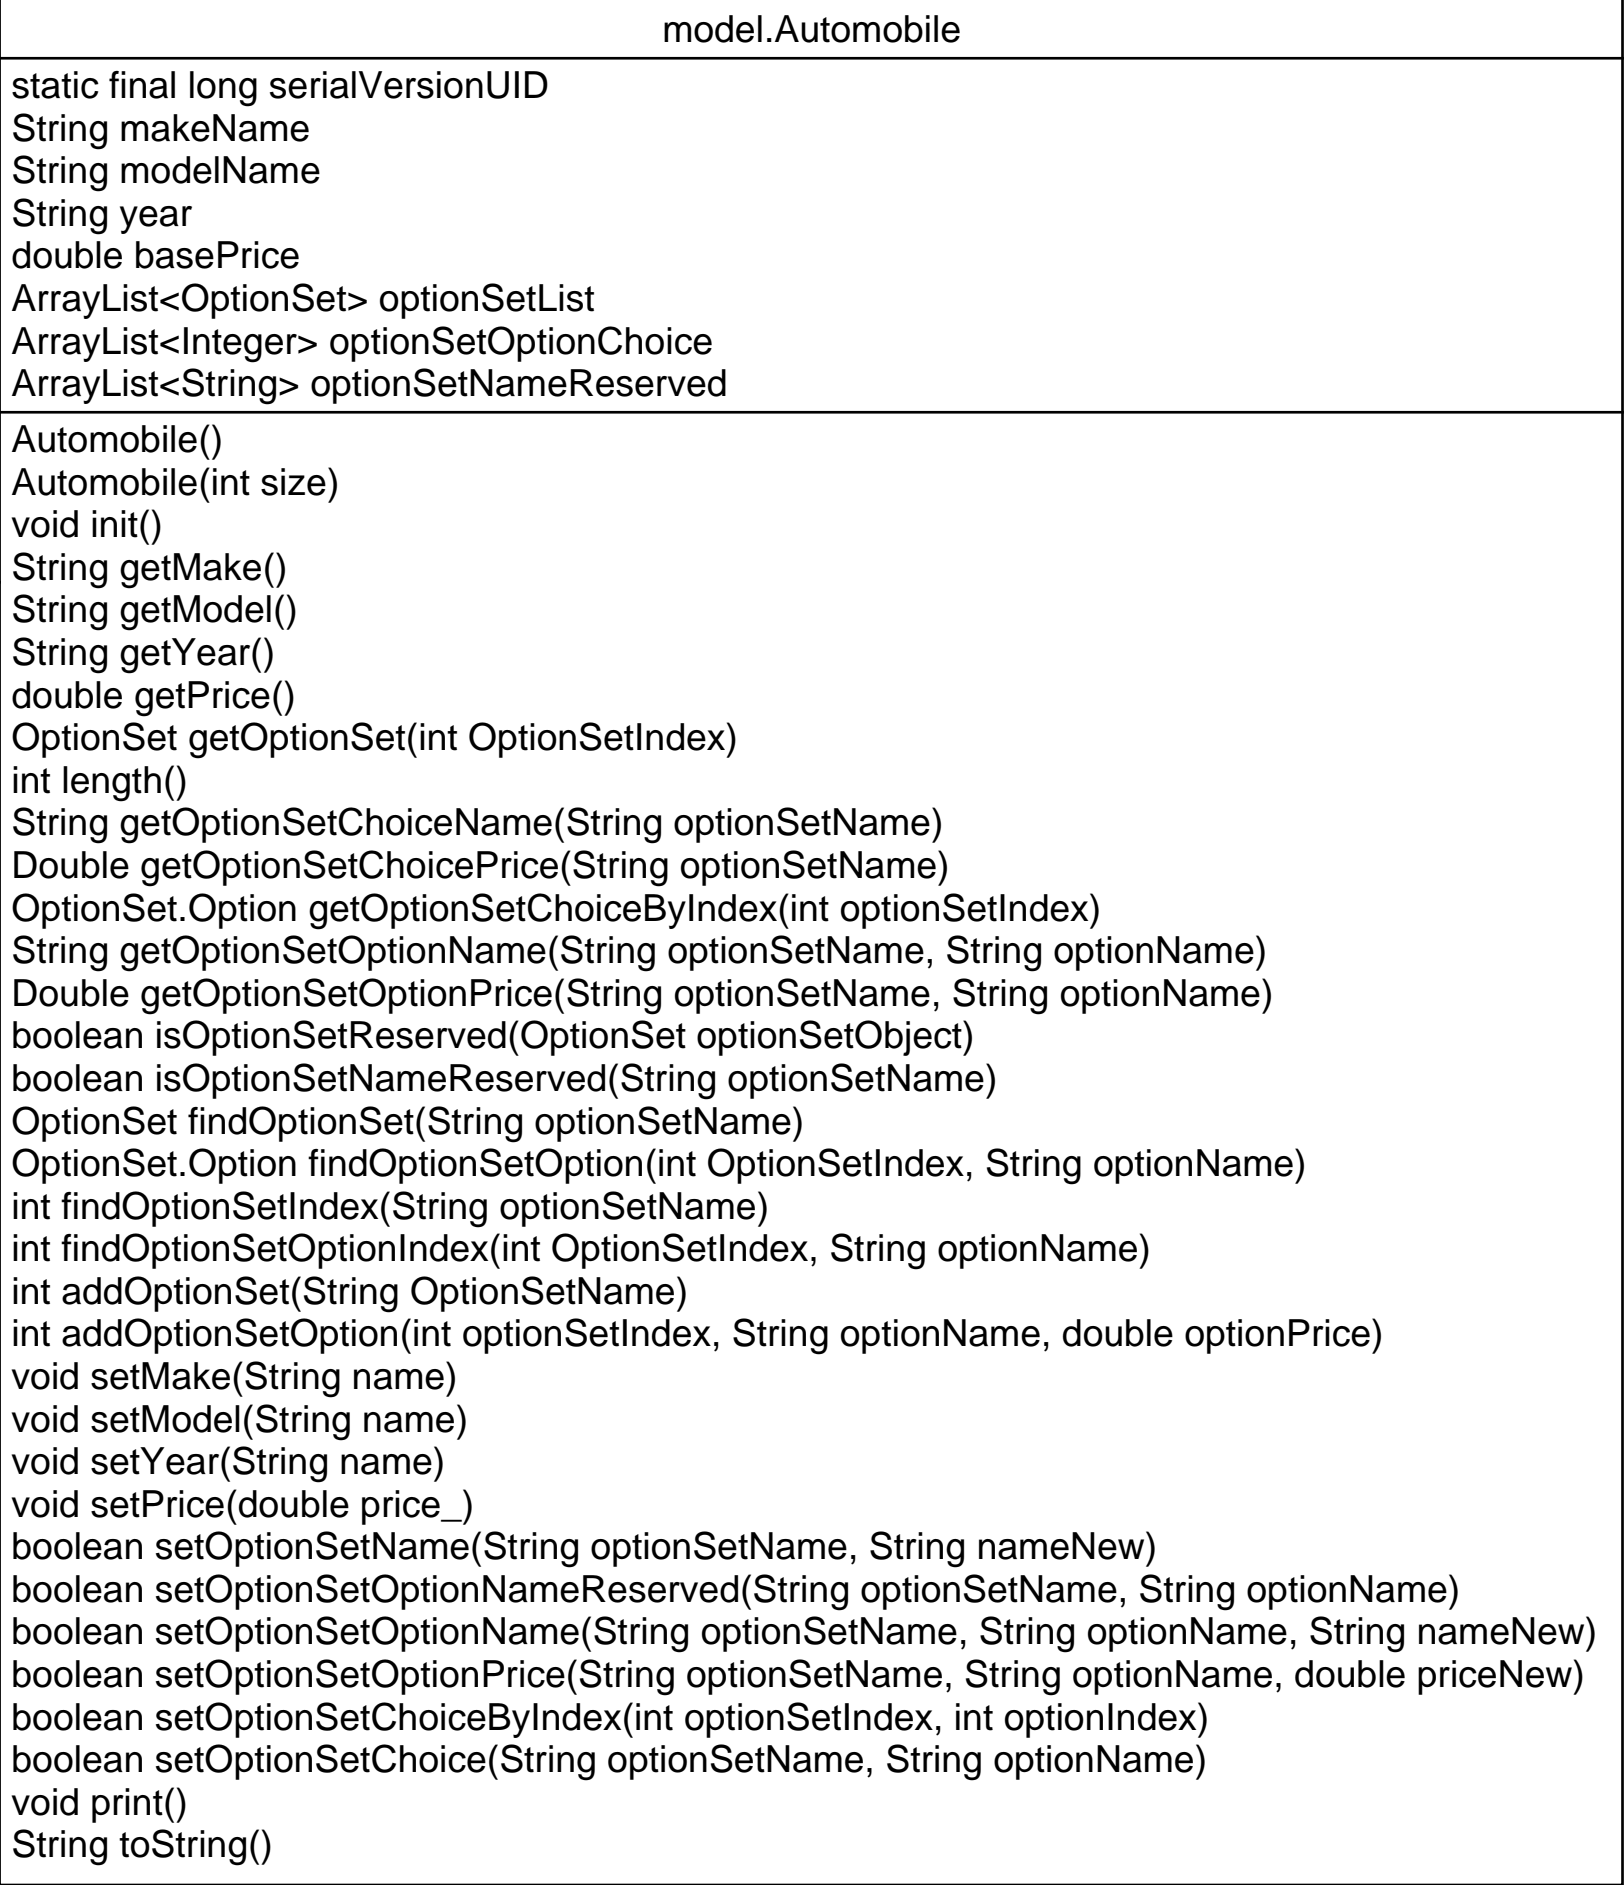 model.Automobile
static final long serialVersionUID
String makeName
String modelName
String year
double basePrice
ArrayList<OptionSet> optionSetList
ArrayList<Integer> optionSetOptionChoice
ArrayList<String> optionSetNameReserved
Automobile()
Automobile(int size)
void init()
String getMake()
String getModel()
String getYear()
double getPrice()
OptionSet getOptionSet(int OptionSetIndex)
int length()
String getOptionSetChoiceName(String optionSetName)
Double getOptionSetChoicePrice(String optionSetName)
OptionSet.Option getOptionSetChoiceByIndex(int optionSetIndex)
String getOptionSetOptionName(String optionSetName, String optionName)
Double getOptionSetOptionPrice(String optionSetName, String optionName)
boolean isOptionSetReserved(OptionSet optionSetObject)
boolean isOptionSetNameReserved(String optionSetName)
OptionSet findOptionSet(String optionSetName)
OptionSet.Option findOptionSetOption(int OptionSetIndex, String optionName)
int findOptionSetIndex(String optionSetName)
int findOptionSetOptionIndex(int OptionSetIndex, String optionName)
int addOptionSet(String OptionSetName)
int addOptionSetOption(int optionSetIndex, String optionName, double optionPrice)
void setMake(String name)
void setModel(String name)
void setYear(String name)
void setPrice(double price_)
boolean setOptionSetName(String optionSetName, String nameNew)
boolean setOptionSetOptionNameReserved(String optionSetName, String optionName)
boolean setOptionSetOptionName(String optionSetName, String optionName, String nameNew)
boolean setOptionSetOptionPrice(String optionSetName, String optionName, double priceNew)
boolean setOptionSetChoiceByIndex(int optionSetIndex, int optionIndex)
boolean setOptionSetChoice(String optionSetName, String optionName)
void print()
String toString()